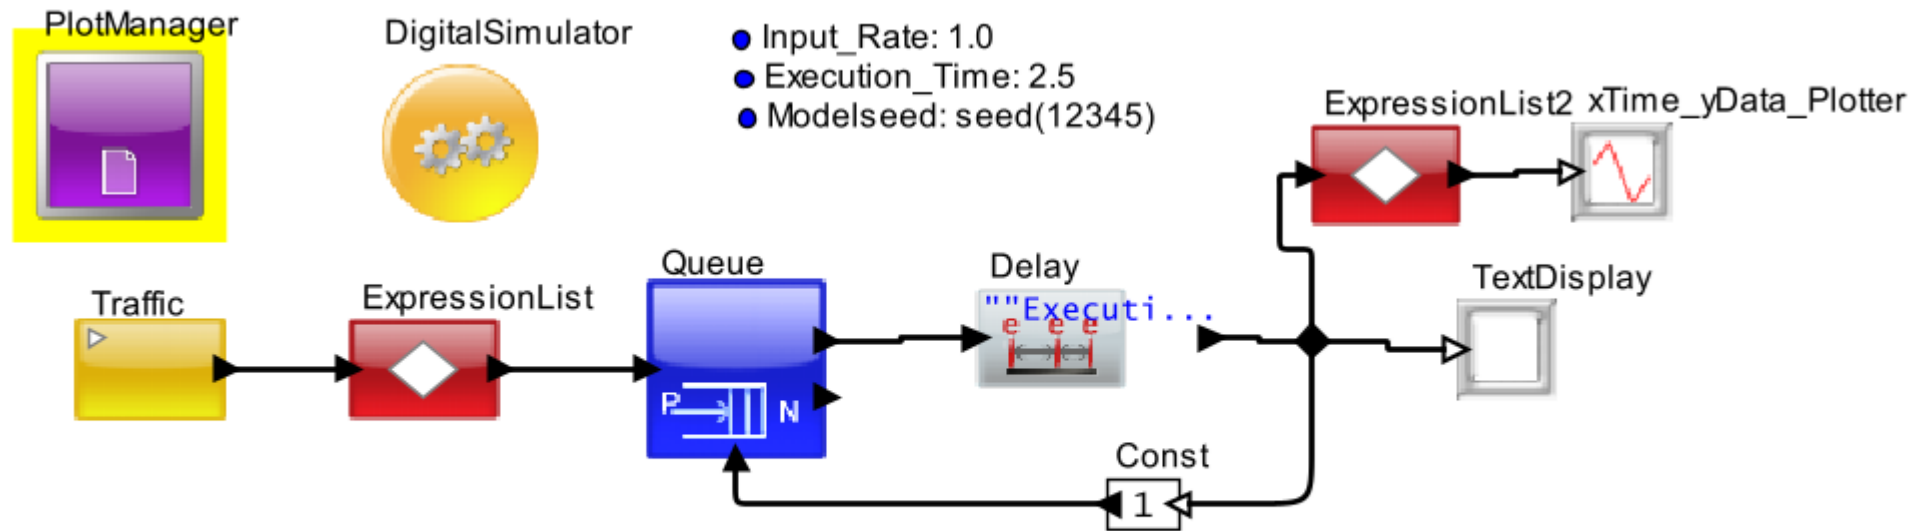 PlotManager
DigitalSimulator
Input_Rate: 1.0
Execution_Time: 2.5
Modelseed: seed(12345)
ExpressionList2
xTime_yData_Plotter
Traffic
ExpressionList
Queue
P
N
Delay
""Executi...
e e e
TextDisplay
Const
1